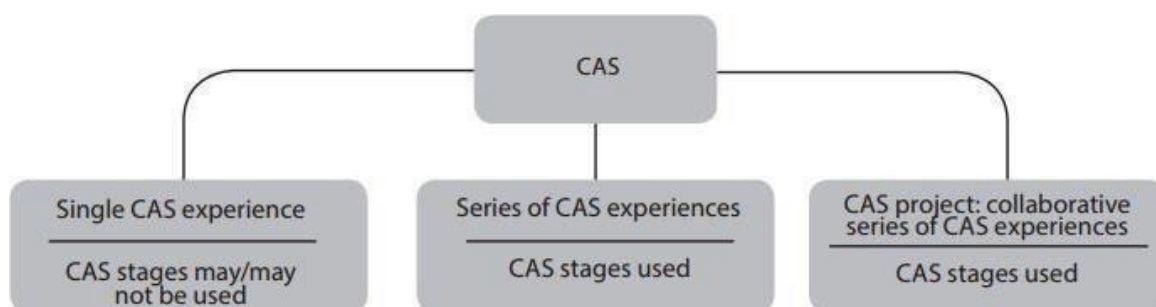 CAS
Single CAS experience
CAS stages may/may
not be used
Series of CAS experiences
CAS stages used
CAS project: collaborative
series of CAS experiences
CAS stages used